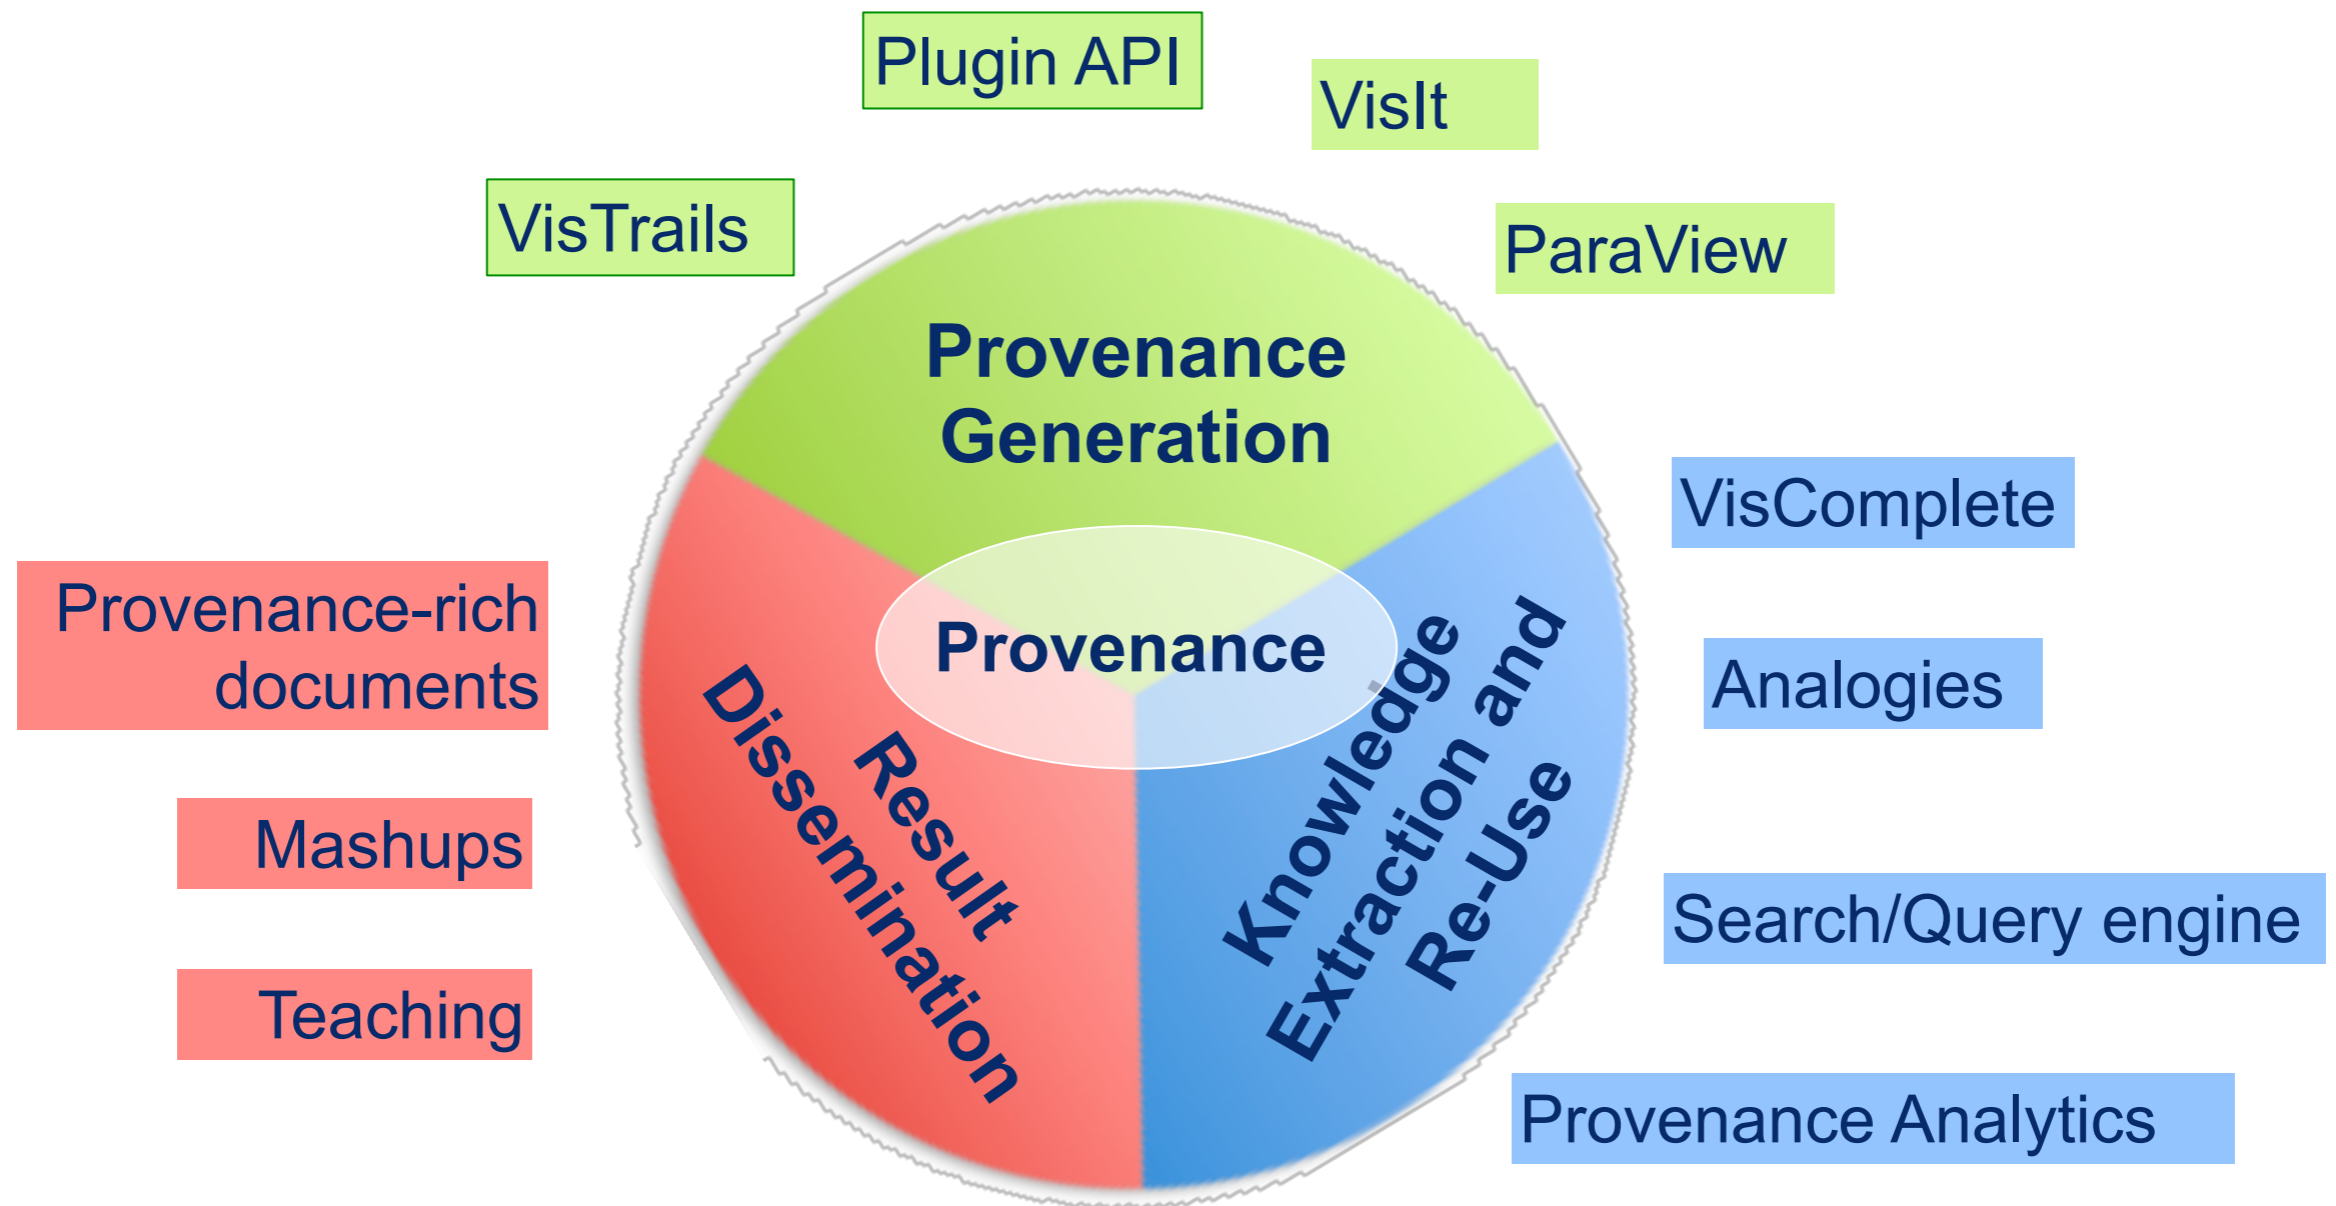 Plugin API
VisIt
VisTrails
ParaView
Provenance
Generation
VisComplete
Provenance-rich
documents
Provenance
Analogies
Mashups
Result
Dissemination
Knowledge
Extraction and
Re-Use
Search/Query engine
Teaching
Provenance Analytics